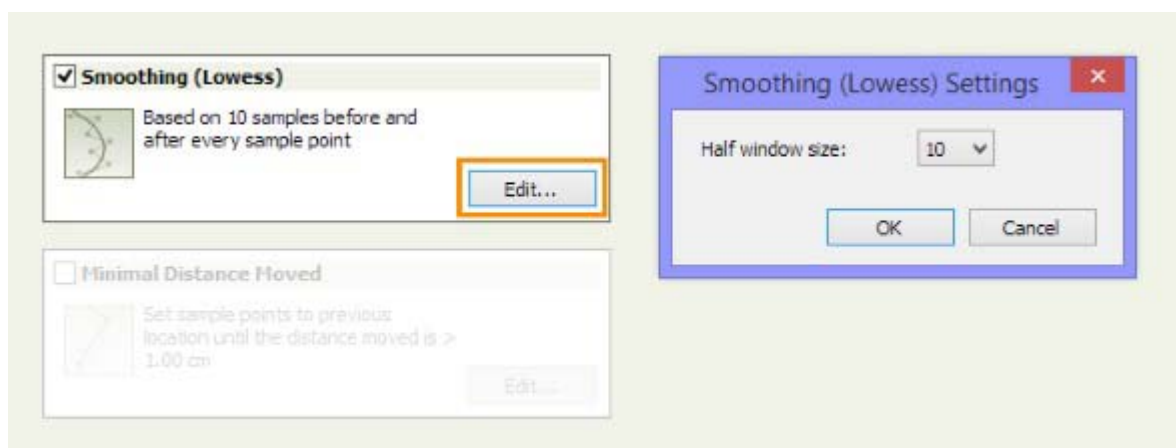 Smoothing (Lowess)
Based on 10 samples before and
after every sample point
Edit...
Minimal Distance Moved
Set sample points to previous
location until the distance moved is >
1.00 cm
Edit...
Smoothing (Lowess) Settings
Half window size:
10
OK
Cancel